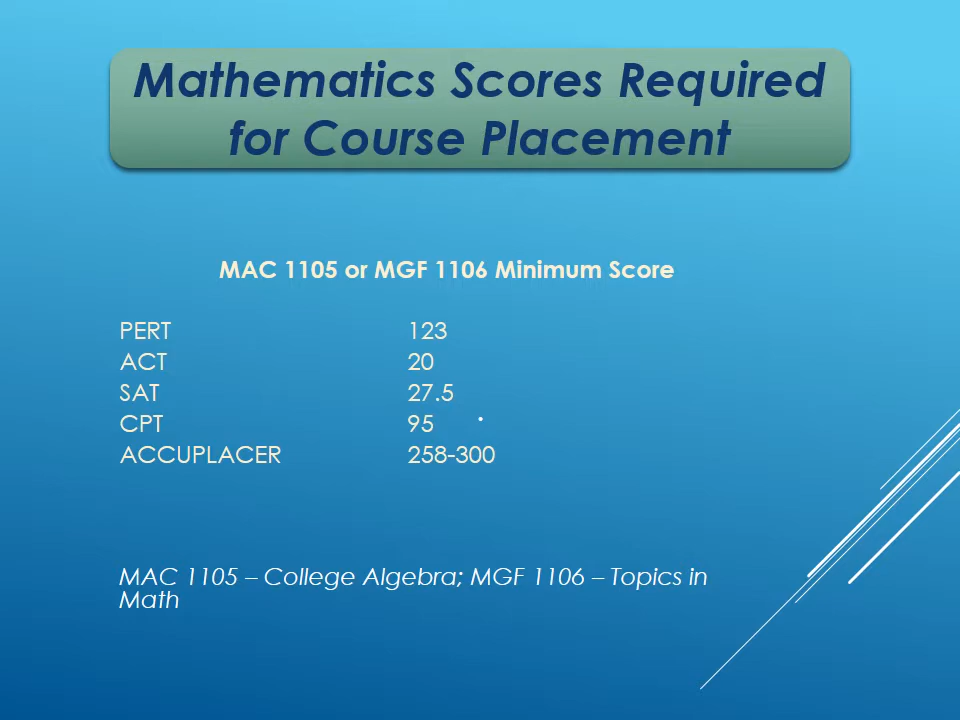 Mathematics Scores Required
for Course Placement
MAC 1105 or MGF 1106 Minimum Score
PERT 123
ACT 20
SAT 27.5
CPT 95
ACCUPLACER 258-300
MAC 1105 – College Algebra; MGF 1106 – Topics in
Math